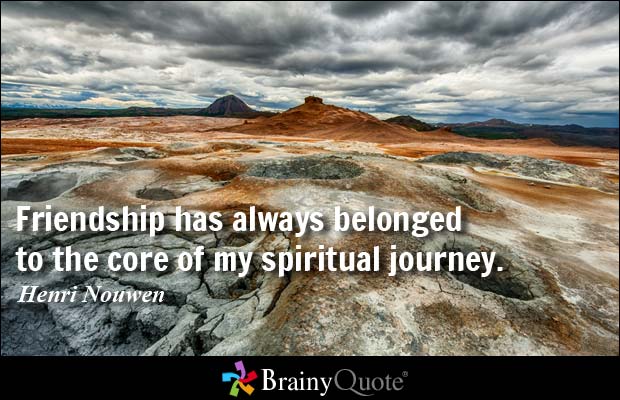 Friendship has always belonged
to the core of my spiritual journey.
Henri Nouwen
BrainyQuote®